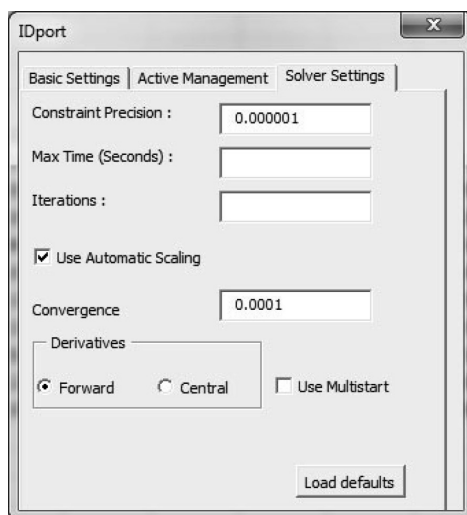 IDport
Basic Settings Active Management Solver Settings
Constraint Precision : 0.000001
Max Time (Seconds) :
Iterations :
Use Automatic Scaling
Convergence 0.0001
Derivatives
Forward Central Use Multistart
Load defaults